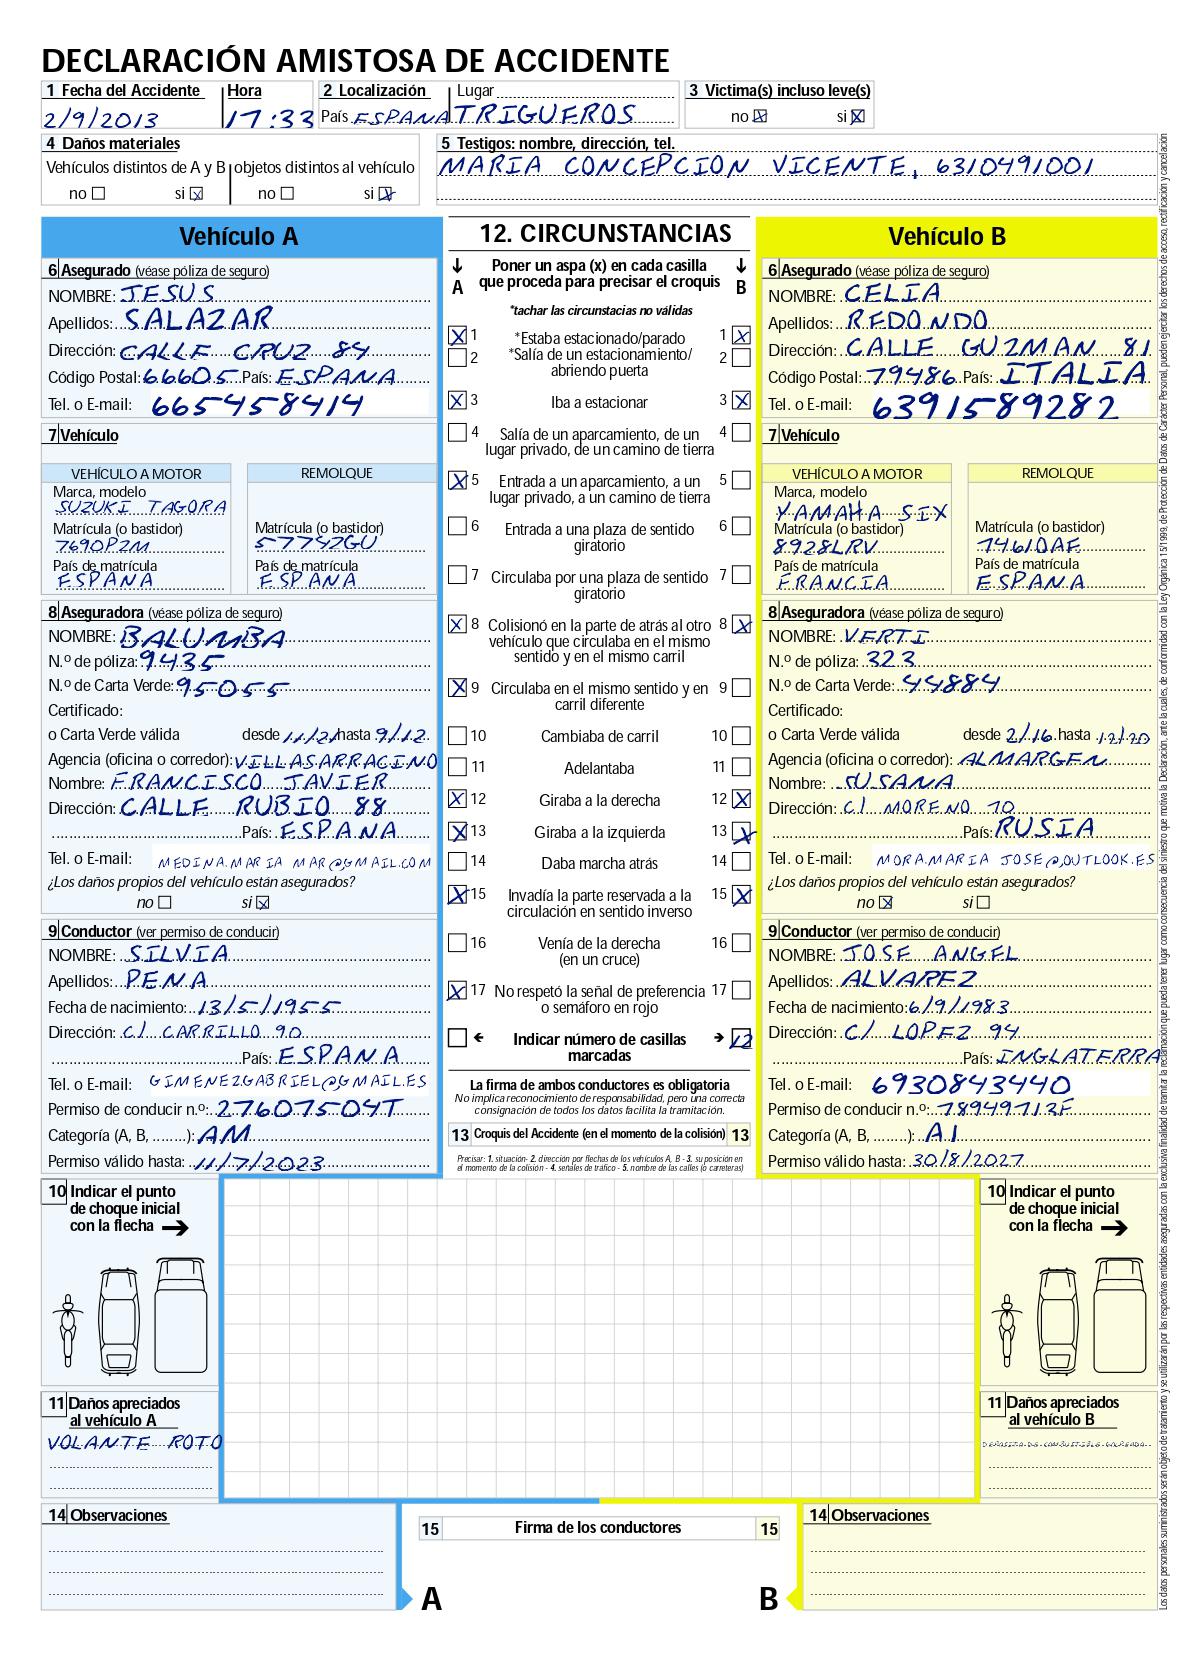 DECLARACIÓN AMISTOSA DE ACCIDENTE
1 Fecha del Accidente Hora
2/9/2013 17:33
2 Localización Lugar
País ESPANA TRIGUEROS
3 Victima(s) incluso leve(s)
no si
4 Daños materiales
Vehículos distintos de A y B objetos distintos al vehículo
no si no si
5 Testigos: nombre, dirección, tel.
MARIA CONCEPCION VICENTE, 6310491001
Vehículo A
6 Asegurado (véase póliza de seguro)
NOMBRE: JESUS
Apellidos: SALAZAR
Dirección: CALLE CRUZ 84
Código Postal: 66605 País: ESPANA
Tel. o E-mail: 665458414
7 Vehículo
VEHÍCULO A MOTOR REMOLQUE
Marca, modelo
SUZUKI TAGORA
Matrícula (o bastidor) Matrícula (o bastidor)
7690PZM 57742GU
País de matrícula País de matrícula
ESPANA ESPANA
8 Aseguradora (véase póliza de seguro)
NOMBRE: BALUMBA
N.º de póliza: 9435
N.º de Carta Verde: 95055
Certificado:
o Carta Verde válida desde 11/21 hasta 9/12
Agencia (oficina o corredor): VILLASARRACINO
Nombre: FRANCISCO JAVIER
Dirección: CALLE RUBIO 88
País: ESPANA
Tel. o E-mail: MEDINA.MARIA MAR@GMAIL.COM
¿Los daños propios del vehículo están asegurados?
no si
9 Conductor (ver permiso de conducir)
NOMBRE: SILVIA
Apellidos: PENA
Fecha de nacimiento: 13/5/1955
Dirección: C/ CARRILLO 90
País: ESPANA
Tel. o E-mail: GIMENEZGABRIEL@GMAIL.ES
Permiso de conducir n.º: 27607504T
Categoría (A, B, ........): AM
Permiso válido hasta: 11/7/2023
12. CIRCUNSTANCIAS
A Poner un aspa (x) en cada casilla que proceda para precisar el croquis B
*tachar las circunstacias no válidas
1 *Estaba estacionado/parado 1
2 *Salía de un estacionamiento/ 2
abriendo puerta
3 Iba a estacionar 3
4 Salía de un aparcamiento, de un 4
lugar privado, de un camino de tierra
5 Entrada a un aparcamiento, a un 5
lugar privado, a un camino de tierra
6 Entrada a una plaza de sentido 6
giratorio
7 Circulaba por una plaza de sentido 7
giratorio
8 Colisionó en la parte de atrás al otro 8
vehículo que circulaba en el mismo
sentido y en el mismo carril
9 Circulaba en el mismo sentido y en 9
carril diferente
10 Cambiaba de carril 10
11 Adelantaba 11
12 Giraba a la derecha 12
13 Giraba a la izquierda 13
14 Daba marcha atrás 14
15 Invadía la parte reservada a la 15
circulación en sentido inverso
16 Venía de la derecha 16
(en un cruce)
17 No respetó la señal de preferencia 17
o semáforo en rojo
Indicar número de casillas 12
marcadas
La firma de ambos conductores es obligatoria
No implica reconocimiento de responsabilidad, pero una correcta
consignación de todos los datos facilita la tramitación.
13 Croquis del Accidente (en el momento de la colisión) 13
Precisar: 1. situación- 2. dirección por flechas de los vehículos A, B - 3. su posición en
el momento de la colisión - 4. señales de tráfico - 5. nombre de las calles (o carreteras)
Vehículo B
6 Asegurado (véase póliza de seguro)
NOMBRE: CELIA
Apellidos: REDONDO
Dirección: CALLE GUZMAN 81
Código Postal: 79486 País: ITALIA
Tel. o E-mail: 6391589282
7 Vehículo
VEHÍCULO A MOTOR REMOLQUE
Marca, modelo
YAMAHA SIX
Matrícula (o bastidor) Matrícula (o bastidor)
8928LRV 7461DAE
País de matrícula País de matrícula
FRANCIA ESPANA
8 Aseguradora (véase póliza de seguro)
NOMBRE: VERTI
N.º de póliza: 323
N.º de Carta Verde: 44884
Certificado:
o Carta Verde válida desde 2/16 hasta 12/20
Agencia (oficina o corredor): ALMARGEN
Nombre: SUSANA
Dirección: C/ MORENO 70
País: RUSIA
Tel. o E-mail: MORA.MARIA JOSE@OUTLOOK.ES
¿Los daños propios del vehículo están asegurados?
no si
9 Conductor (ver permiso de conducir)
NOMBRE: JOSE ANGEL
Apellidos: ALVAREZ
Fecha de nacimiento: 6/9/1983
Dirección: C/ LOPEZ 94
País: INGLATERRA
Tel. o E-mail: 6930843440
Permiso de conducir n.º: 78949713F
Categoría (A, B, ........): A1
Permiso válido hasta: 30/8/2027
10 Indicar el punto
de choque inicial
con la flecha
11 Daños apreciados
al vehículo A
VOLANTE ROTO
10 Indicar el punto
de choque inicial
con la flecha
11 Daños apreciados
al vehículo B
14 Observaciones
15 Firma de los conductores 15
A B
14 Observaciones
Los datos personales suministrados serán objeto de tratamiento y se utilizarán por las respectivas entidades aseguradas con la exclusiva finalidad de tramitar la reclamación que pueda tener lugar como consecuencia del siniestro que motiva la Declaración, ante la cuales, de conformidad con la Ley Orgánica 15/1999, de Protección de Datos de Carácter Personal, pueden ejercitar los derechos de acceso, rectificación y cancelación